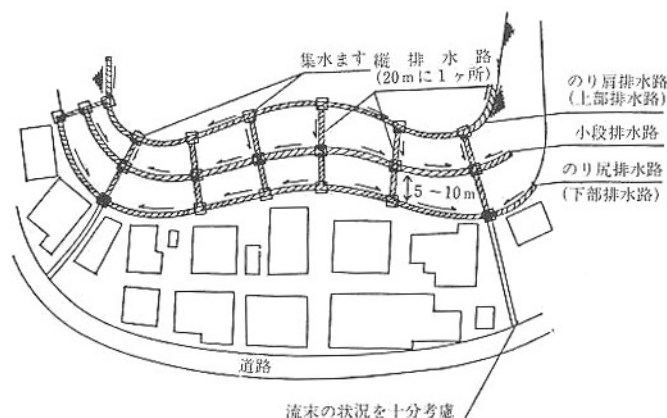 集水ます 縦排水路
(20mに1ヶ所)
のり肩排水路
(上部排水路)
小段排水路
のり尻排水路
(下部排水路)
5~10m
道路
流末の状況を十分考慮